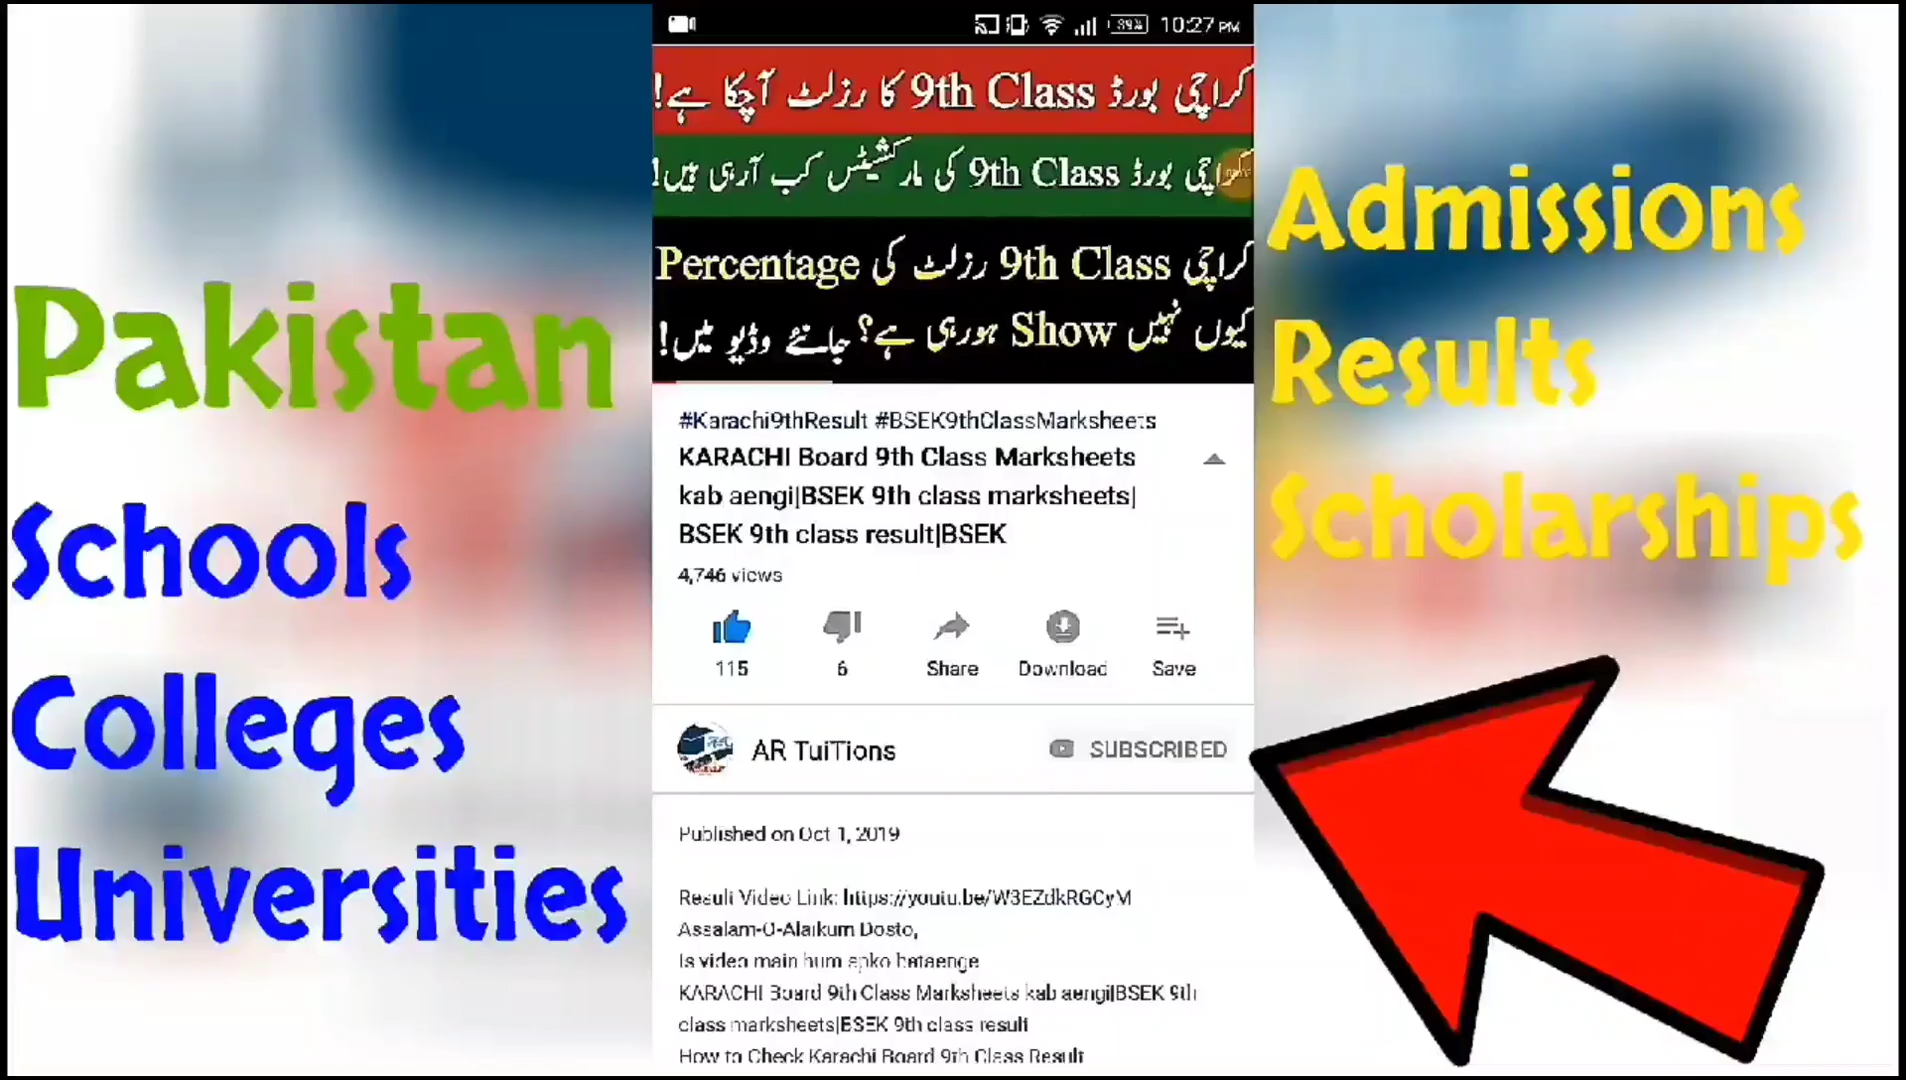 39% 10:27 PM
کراچی بورڈ 9th Class کا رزلٹ آچکا ہے!
کراچی بورڈ 9th Class کی مارکشیٹس کب آرہی ہیں!
کراچی 9th Class رزلٹ کی Percentage
کیوں نہیں Show ہورہی ہے؟ جانئے وڈیو میں!
#Karachi9thResult #BSEK9thClassMarksheets
KARACHI Board 9th Class Marksheets
kab aengi|BSEK 9th class marksheets|
BSEK 9th class result|BSEK
4,746 views
115
6
Share
Download
Save
AR TuiTions
SUBSCRIBED
Published on Oct 1, 2019
Result Video Link: https://youtu.be/W3EZdkRGCyM
Assalam-O-Alaikum Dosto,
Is video main hum apko bataenge
KARACHI Board 9th Class Marksheets kab aengi|BSEK 9th
class marksheets|BSEK 9th class result
How to Check Karachi Board 9th Class Result
Pakistan
Schools
Colleges
Universities
Admissions
Results
Scholarships